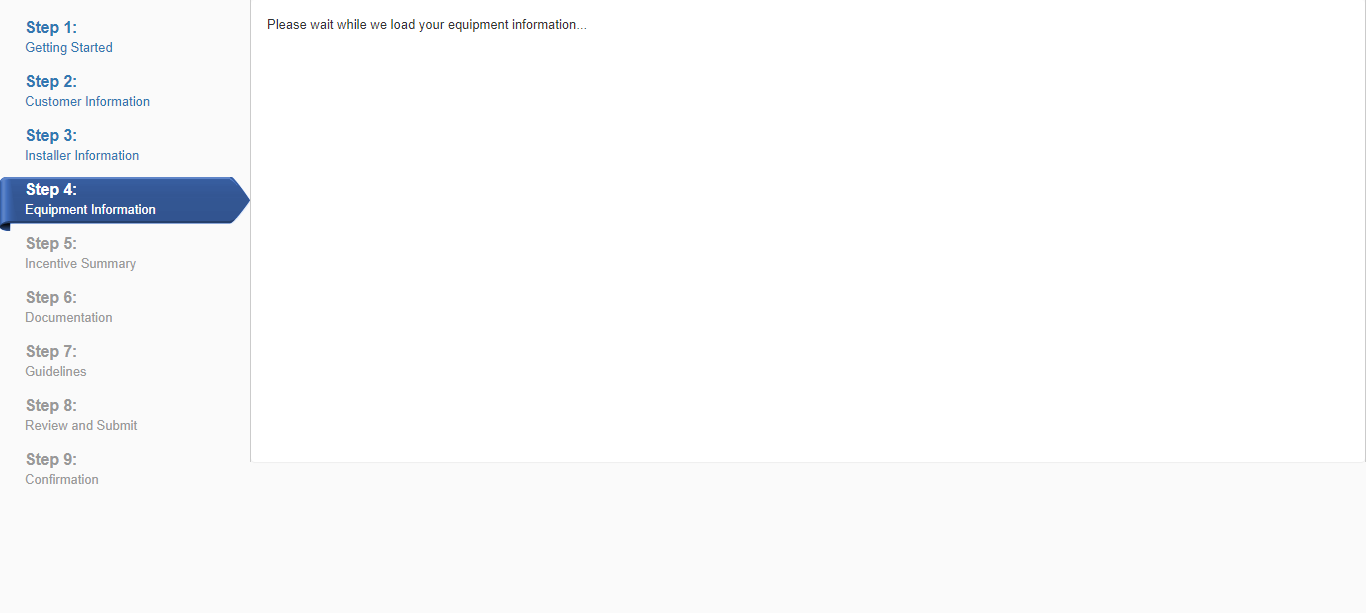 Step 1:
Getting Started
Step 2:
Customer Information
Step 3:
Installer Information
Step 4:
Equipment Information
Step 5:
Incentive Summary
Step 6:
Documentation
Step 7:
Guidelines
Step 8:
Review and Submit
Step 9:
Confirmation
Please wait while we load your equipment information...